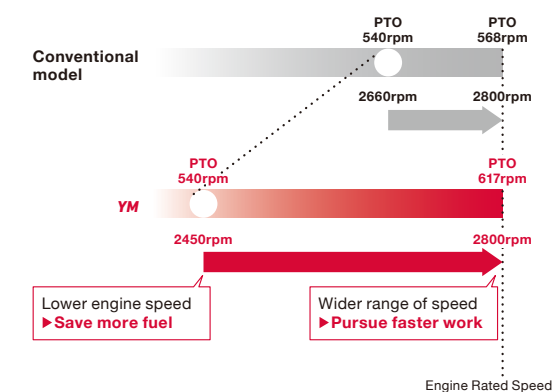 PTO
540rpm
PTO
568rpm
Conventional
model
2660rpm
2800rpm
PTO
540rpm
PTO
617rpm
YM
2450rpm
2800rpm
Lower engine speed
▶Save more fuel
Wider range of speed
▶Pursue faster work
Engine Rated Speed